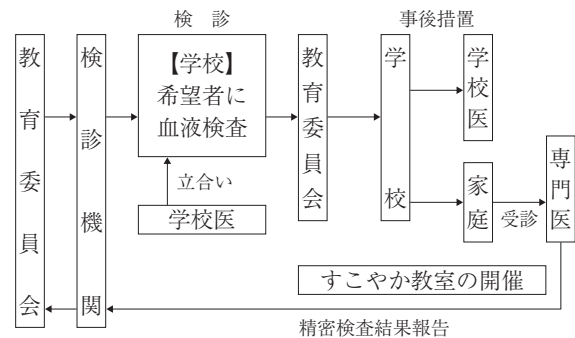 検　診
事後措置
教育委員会
検診機関
【学校】
希望者に
血液検査
教育委員会
学校
学校医
立合い
学校医
家庭
受診
専門医
すこやか教室の開催
精密検査結果報告